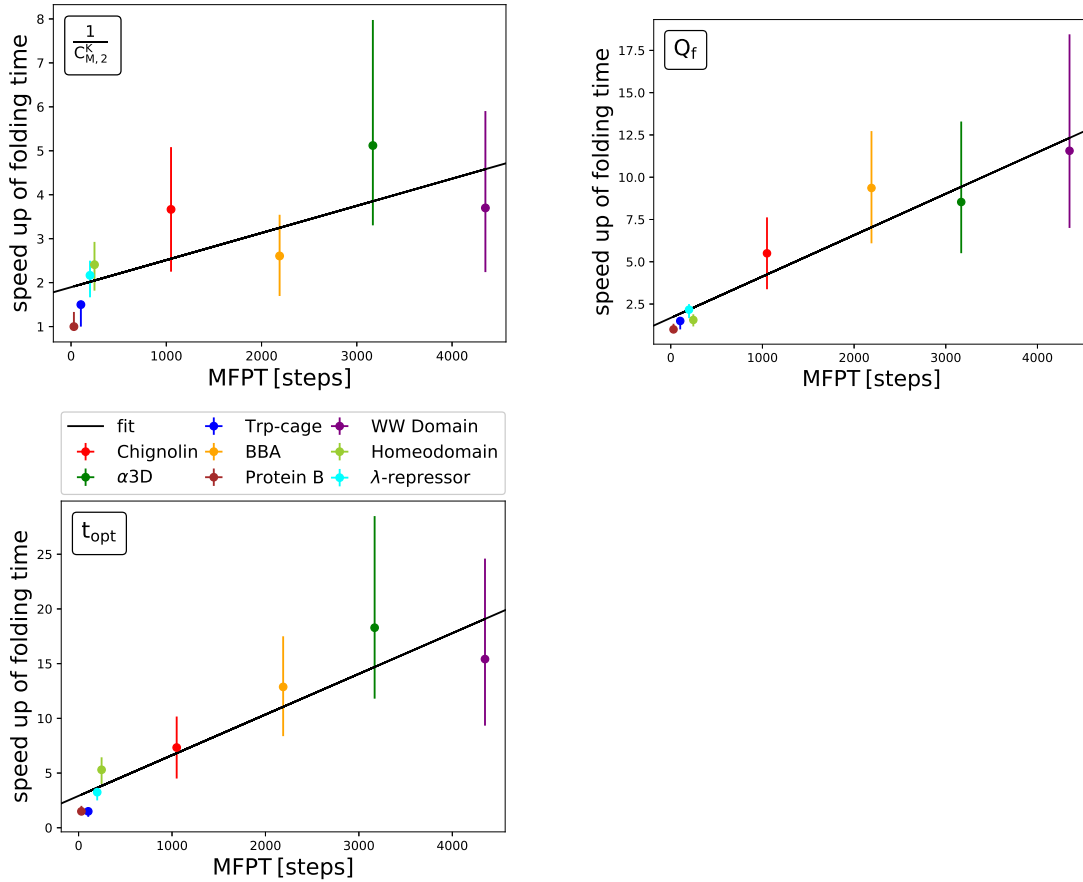 1
C^K_{M,2}
speed up of folding time
8
7
6
5
4
3
2
1
0 1000 2000 3000 4000
MFPT [steps]
Q_f
speed up of folding time
17.5
15.0
12.5
10.0
7.5
5.0
2.5
0 1000 2000 3000 4000
MFPT [steps]
fit Trp-cage WW Domain
Chignolin BBA Homeodomain
α3D Protein B λ-repressor
t_opt
speed up of folding time
25
20
15
10
5
0
0 1000 2000 3000 4000
MFPT [steps]